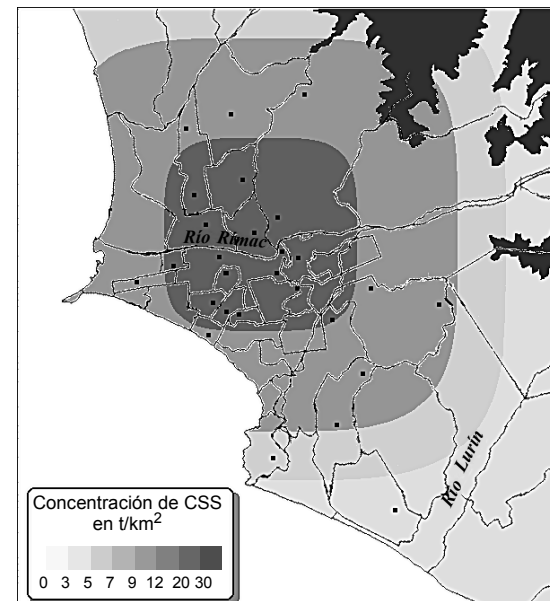 Río Rímac
Río Lurín
Concentración de CSS
en t/km²
0 3 5 7 9 12 20 30